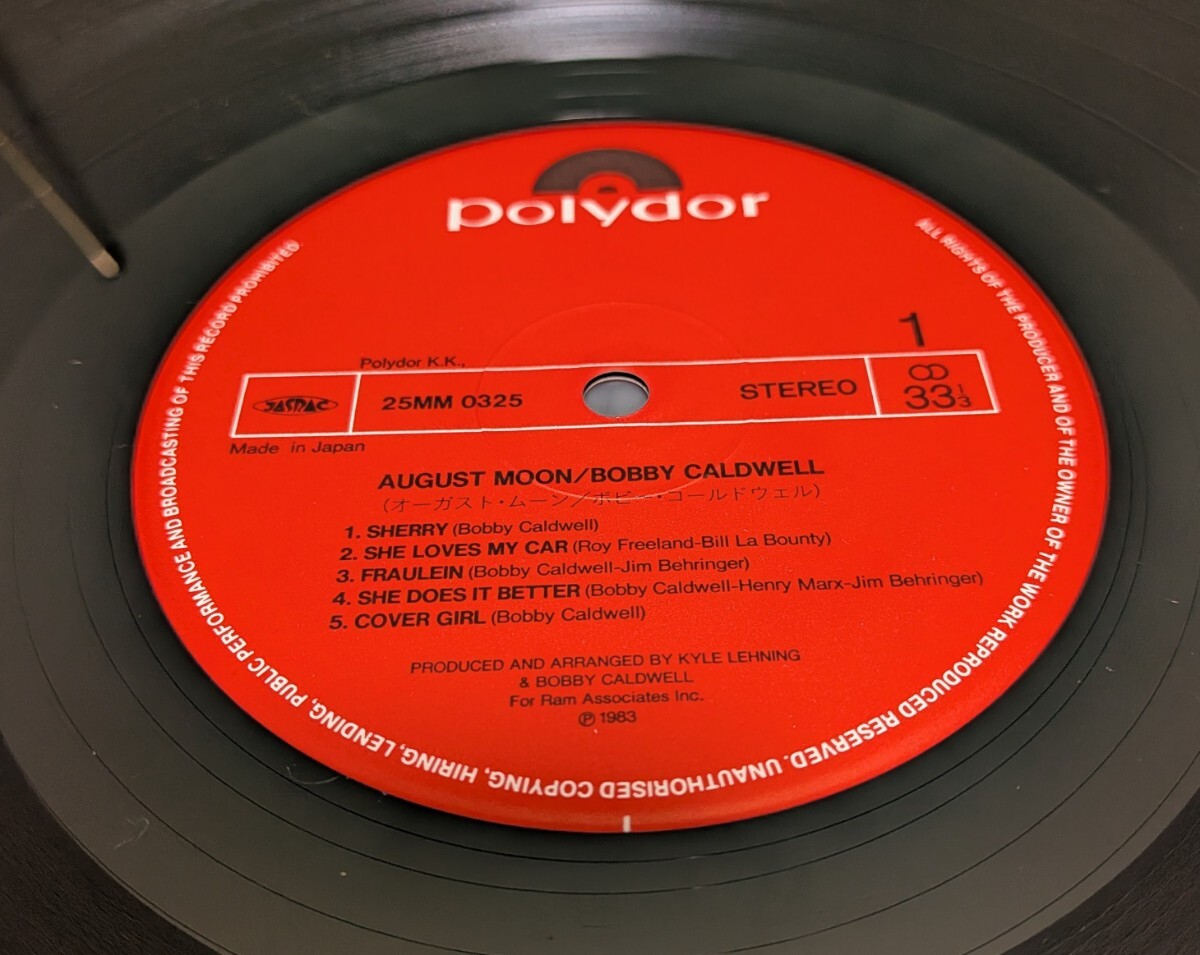 polydor
1
Polydor K.K.,
JASRAC
25MM 0325
STEREO
33 1/3
Made in Japan
AUGUST MOON/BOBBY CALDWELL
(オーガスト・ムーン/ボビー・コールドウェル)
1. SHERRY (Bobby Caldwell)
2. SHE LOVES MY CAR (Roy Freeland-Bill La Bounty)
3. FRAULEIN (Bobby Caldwell-Jim Behringer)
4. SHE DOES IT BETTER (Bobby Caldwell-Henry Marx-Jim Behringer)
5. COVER GIRL (Bobby Caldwell)
PRODUCED AND ARRANGED BY KYLE LEHNING
& BOBBY CALDWELL
For Ram Associates Inc.
℗ 1983
ALL RIGHTS OF THE PRODUCER AND OF THE OWNER OF THE WORK REPRODUCED RESERVED. UNAUTHORISED COPYING, HIRING, LENDING, PUBLIC PERFORMANCE AND BROADCASTING OF THIS RECORD PROHIBITED.